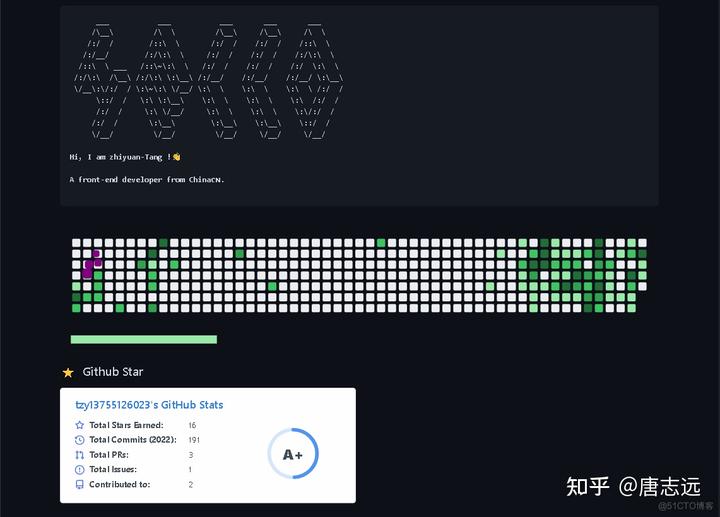 Hi, I am zhiyuan-Tang !👋
A front-end developer from ChinaCN.
Github Star
tzy13755126023's GitHub Stats
Total Stars Earned: 16
Total Commits (2022): 191
Total PRs: 3
Total Issues: 1
Contributed to: 2
A+
知乎 @唐志远
@51CTO博客